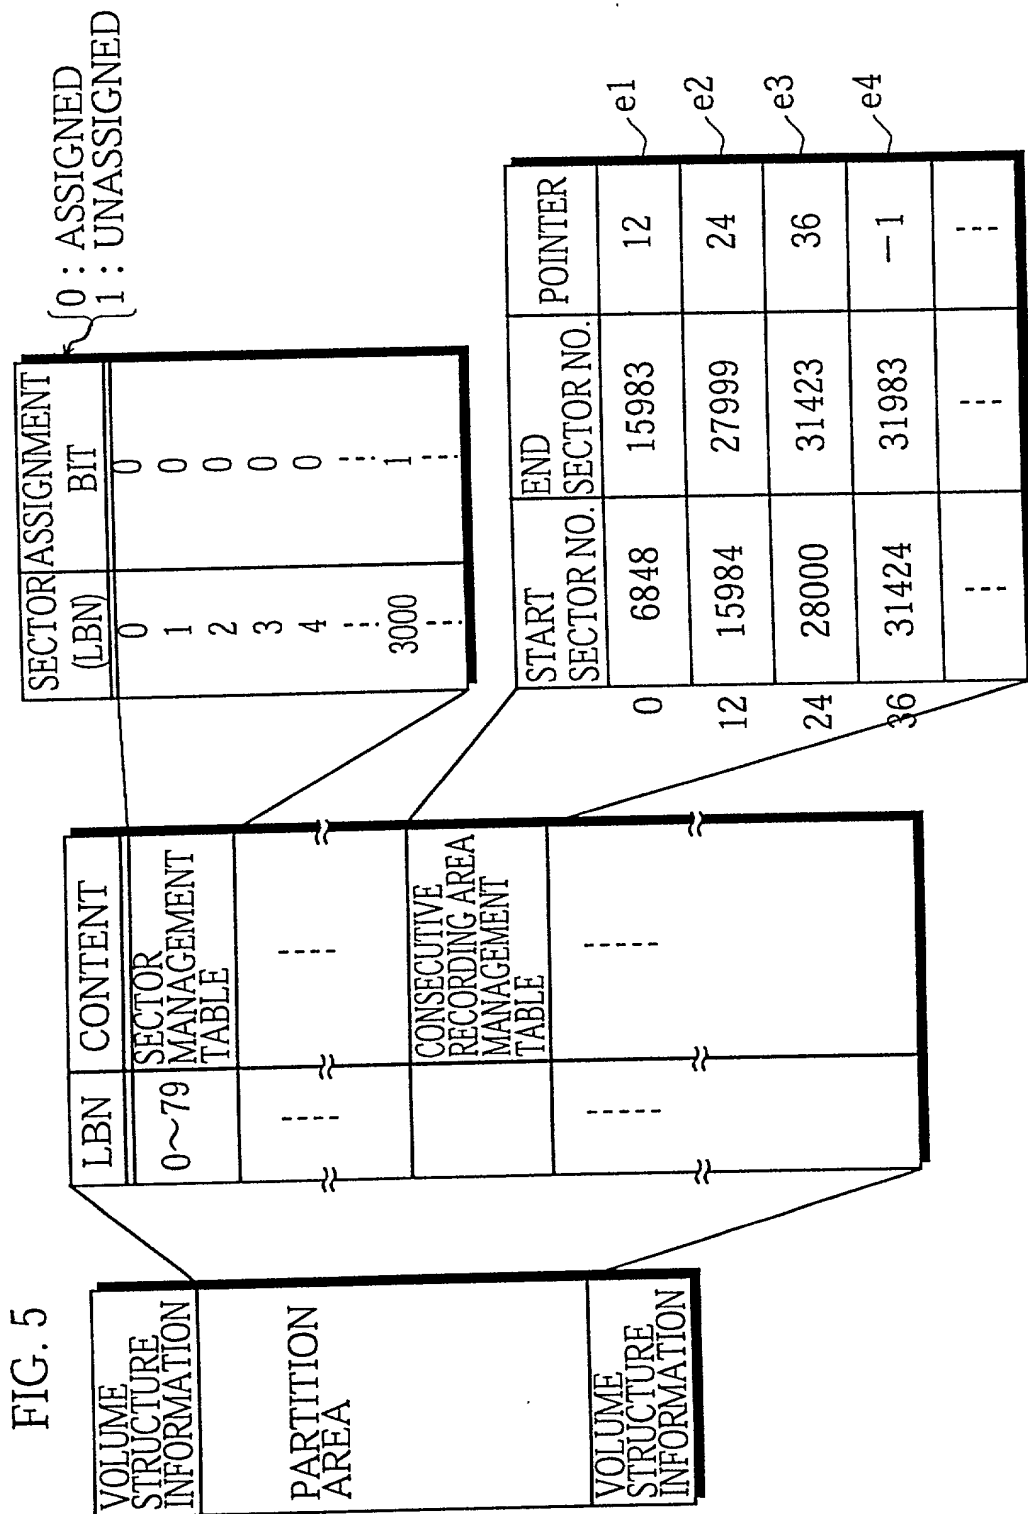 FIG. 5
VOLUME
STRUCTURE
INFORMATION
PARTITION
AREA
VOLUME
STRUCTURE
INFORMATION
LBN CONTENT
0～79 SECTOR
MANAGEMENT
TABLE
CONSECUTIVE
RECORDING AREA
MANAGEMENT
TABLE
SECTOR ASSIGNMENT
(LBN) BIT
0 0
1 0
2 0
3 0
4 0
3000 1
0 : ASSIGNED
1 : UNASSIGNED
START END POINTER
SECTOR NO. SECTOR NO.
0 6848 15983 12 e1
12 15984 27999 24 e2
24 28000 31423 36 e3
36 31424 31983 −1 e4